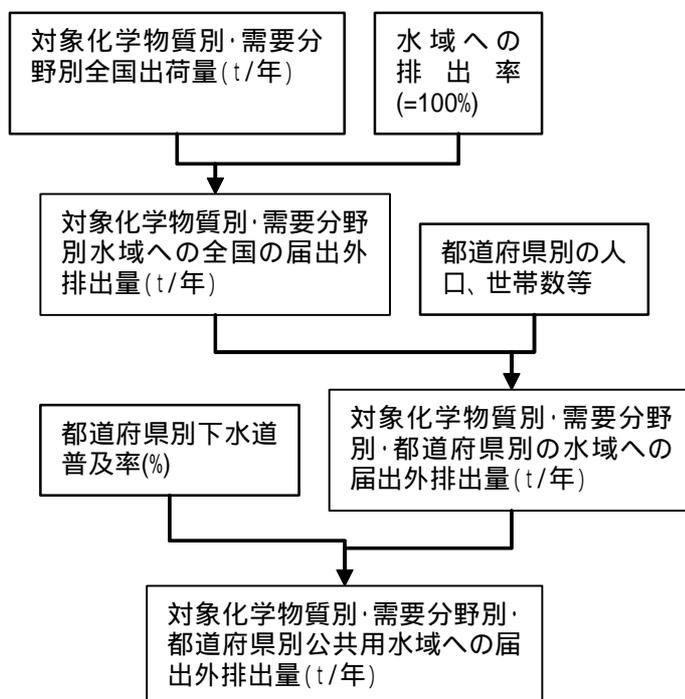 対象化学物質別･需要分
野別全国出荷量(t/年)
水域への
排出率
(=100%)
対象化学物質別･需要分野
別水域への全国の届出外
排出量(t/年)
都道府県別の人
口、世帯数等
都道府県別下水道
普及率(%)
対象化学物質別･需要分野
別･都道府県別の水域への
届出外排出量(t/年)
対象化学物質別･需要分野別･
都道府県別公共用水域への届
出外排出量(t/年)